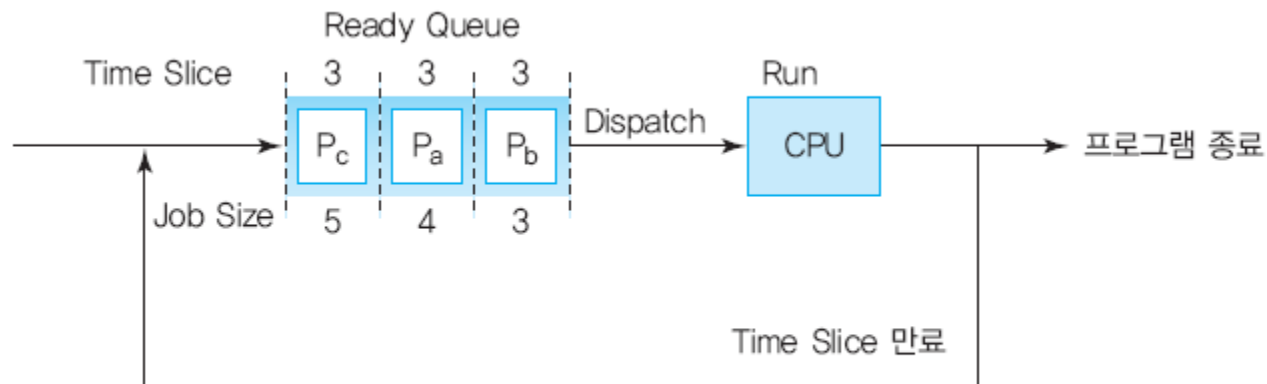 Ready Queue
Time Slice 3 3 3 Run
Pc Pa Pb Dispatch CPU 프로그램 종료
Job Size 5 4 3
Time Slice 만료